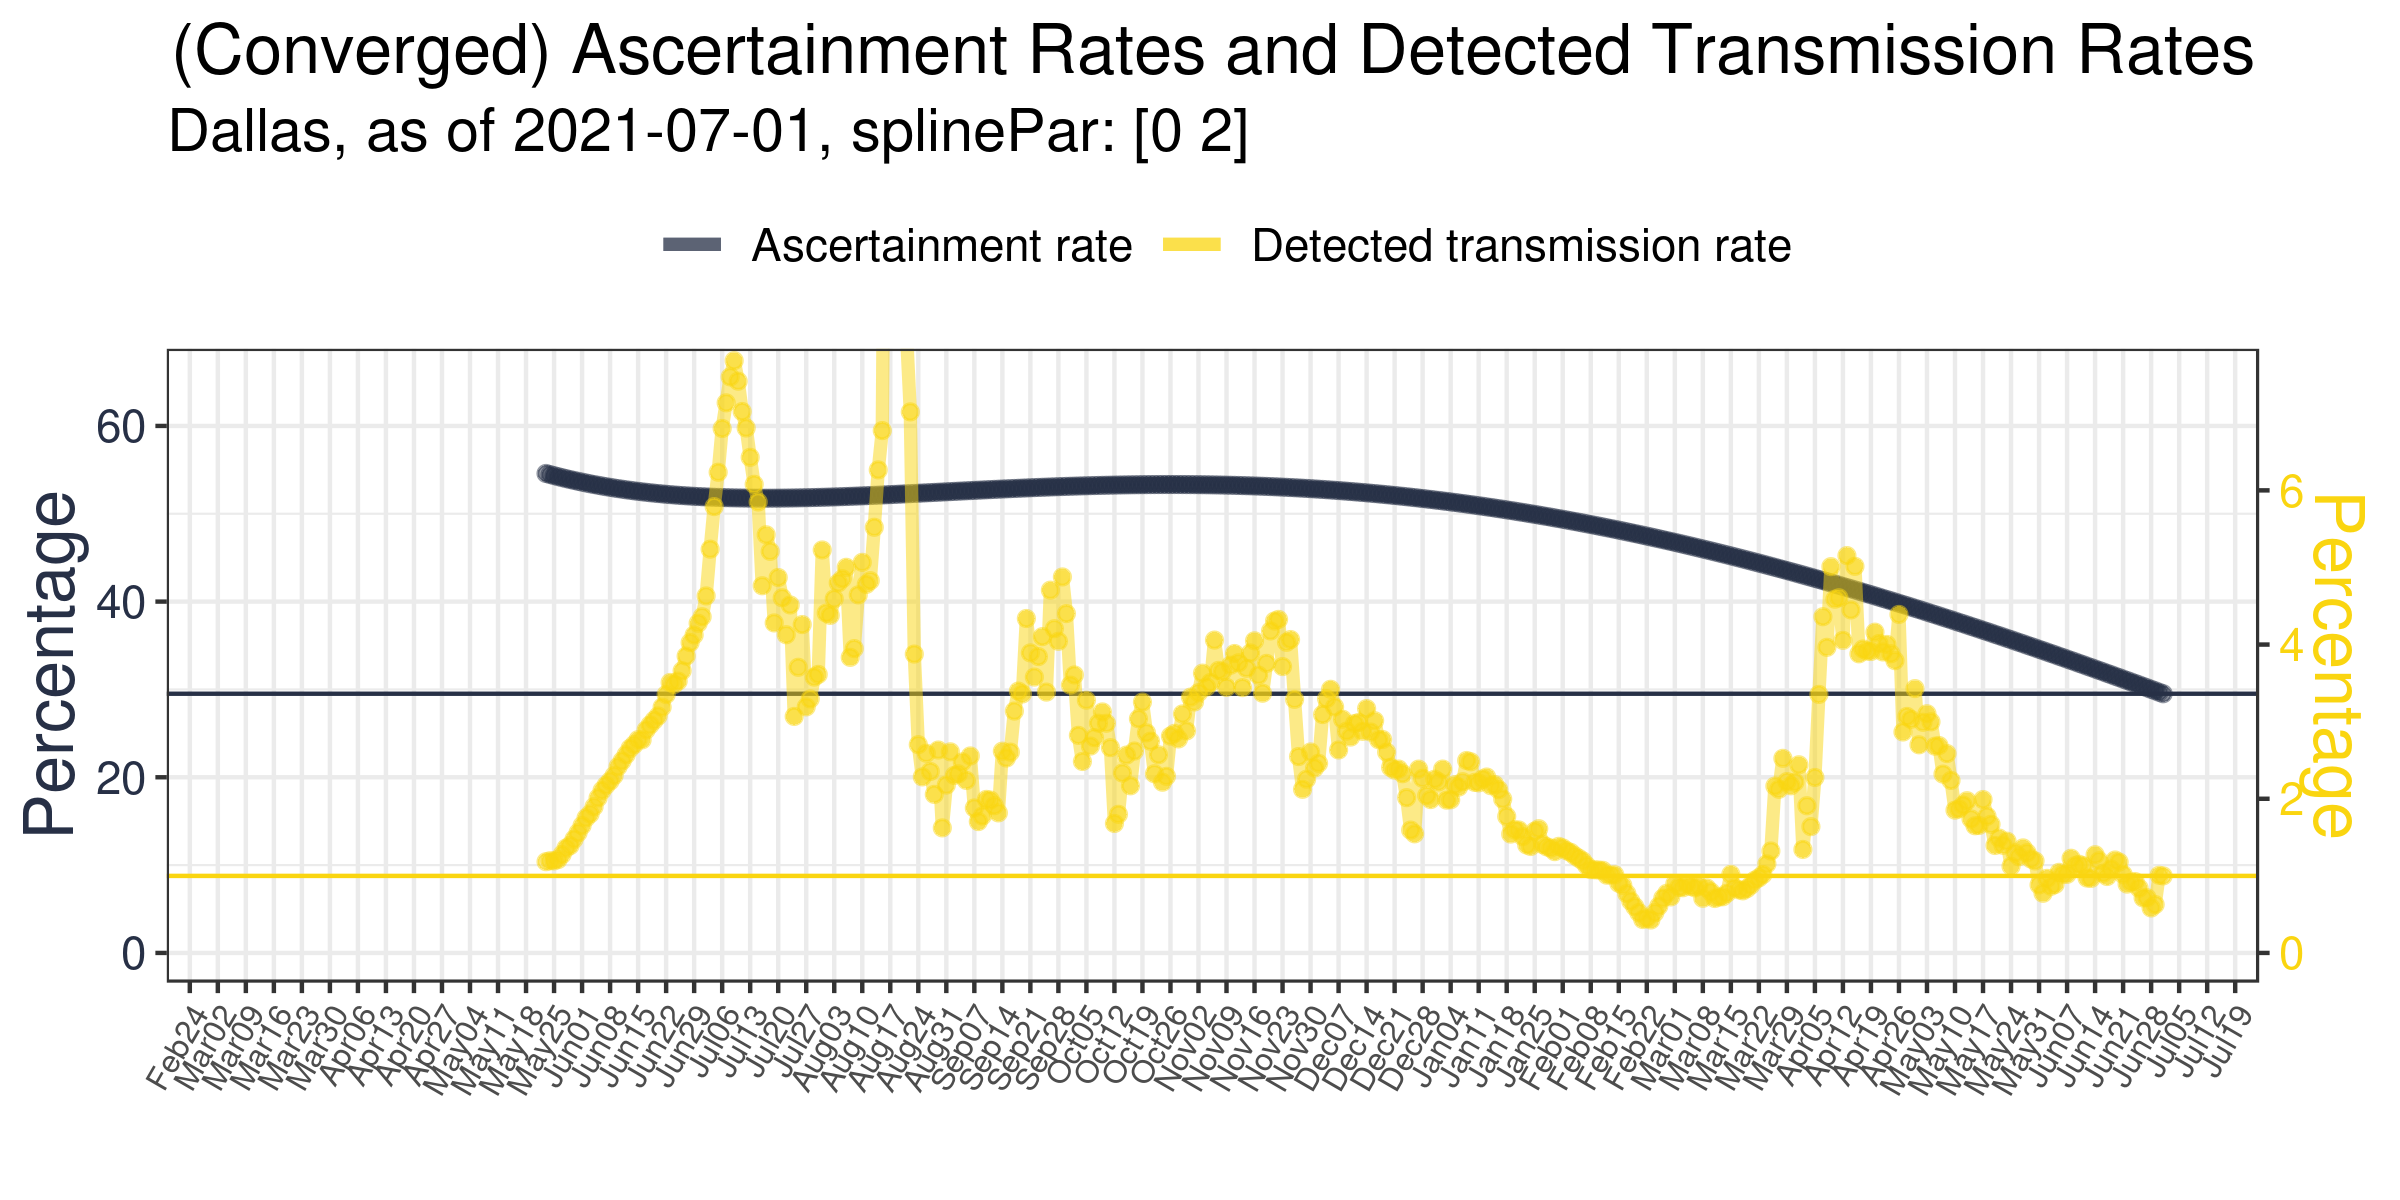 (Converged) Ascertainment Rates and Detected Transmission Rates
Dallas, as of 2021-07-01, splinePar: [0 2]
Ascertainment rate Detected transmission rate
Percentage
60
40
20
0
6
4
2
0
Percentage
Feb24 Mar02 Mar09 Mar16 Mar23 Mar30 Apr06 Apr13 Apr20 Apr27 May04 May11 May18 May25 Jun01 Jun08 Jun15 Jun22 Jun29 Jul06 Jul13 Jul20 Jul27 Aug03 Aug10 Aug17 Aug24 Aug31 Sep07 Sep14 Sep21 Sep28 Oct05 Oct12 Oct19 Oct26 Nov02 Nov09 Nov16 Nov23 Nov30 Dec07 Dec14 Dec21 Dec28 Jan04 Jan11 Jan18 Jan25 Feb01 Feb08 Feb15 Feb22 Mar01 Mar08 Mar15 Mar22 Mar29 Apr05 Apr12 Apr19 Apr26 May03 May10 May17 May24 May31 Jun07 Jun14 Jun21 Jun28 Jul05 Jul12 Jul19